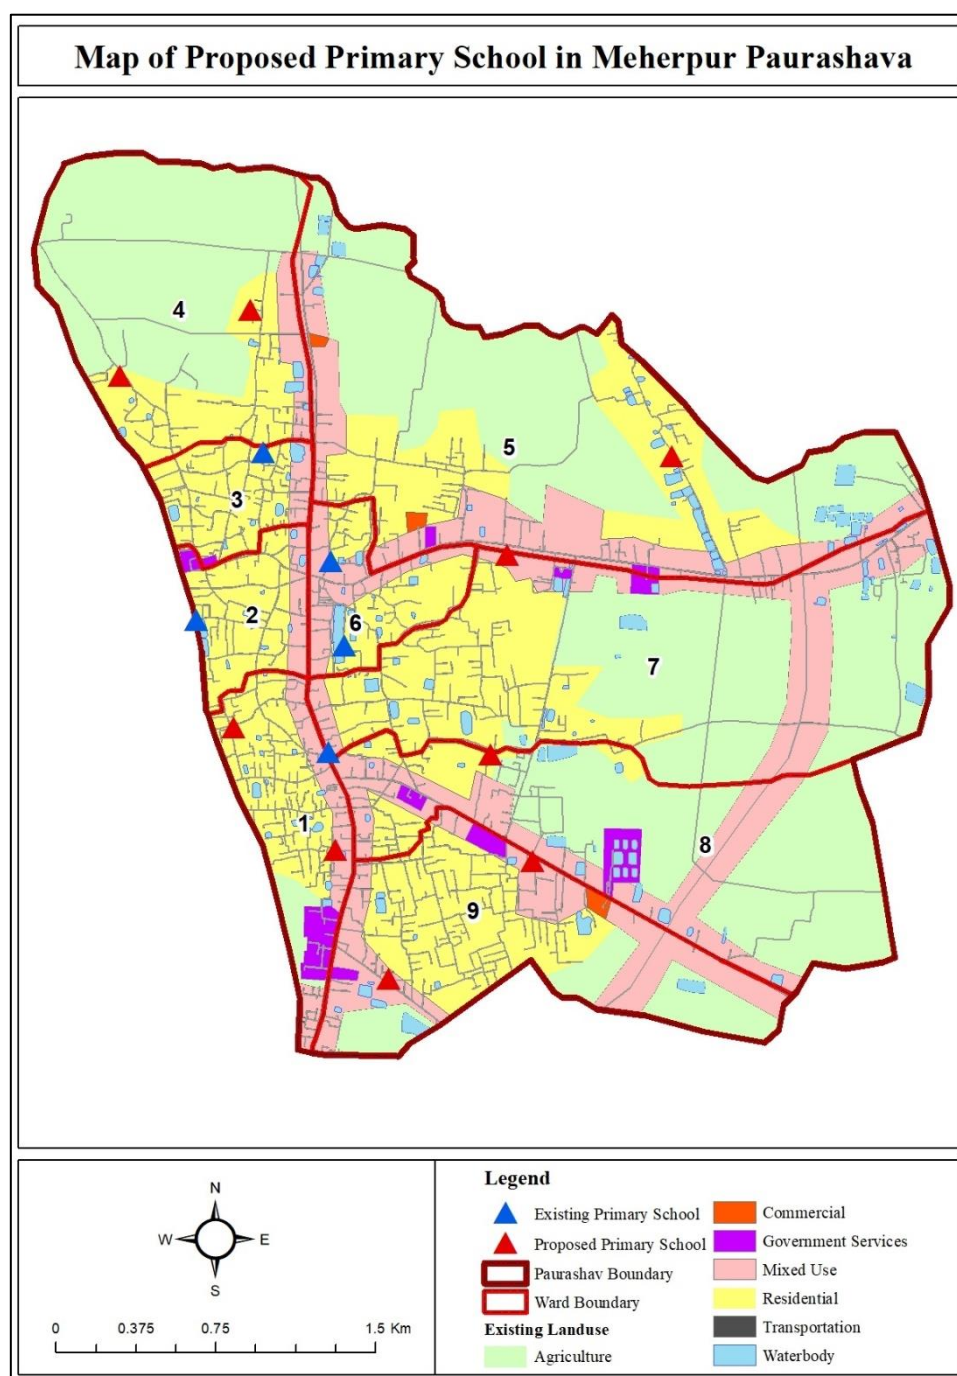 Map of Proposed Primary School in Meherpur Paurashava
4
5
3
2
6
7
1
8
9
N
W E
S
0 0.375 0.75 1.5 Km
Legend
Existing Primary School
Proposed Primary School
Paurashav Boundary
Ward Boundary
Existing Landuse
Agriculture
Commercial
Government Services
Mixed Use
Residential
Transportation
Waterbody